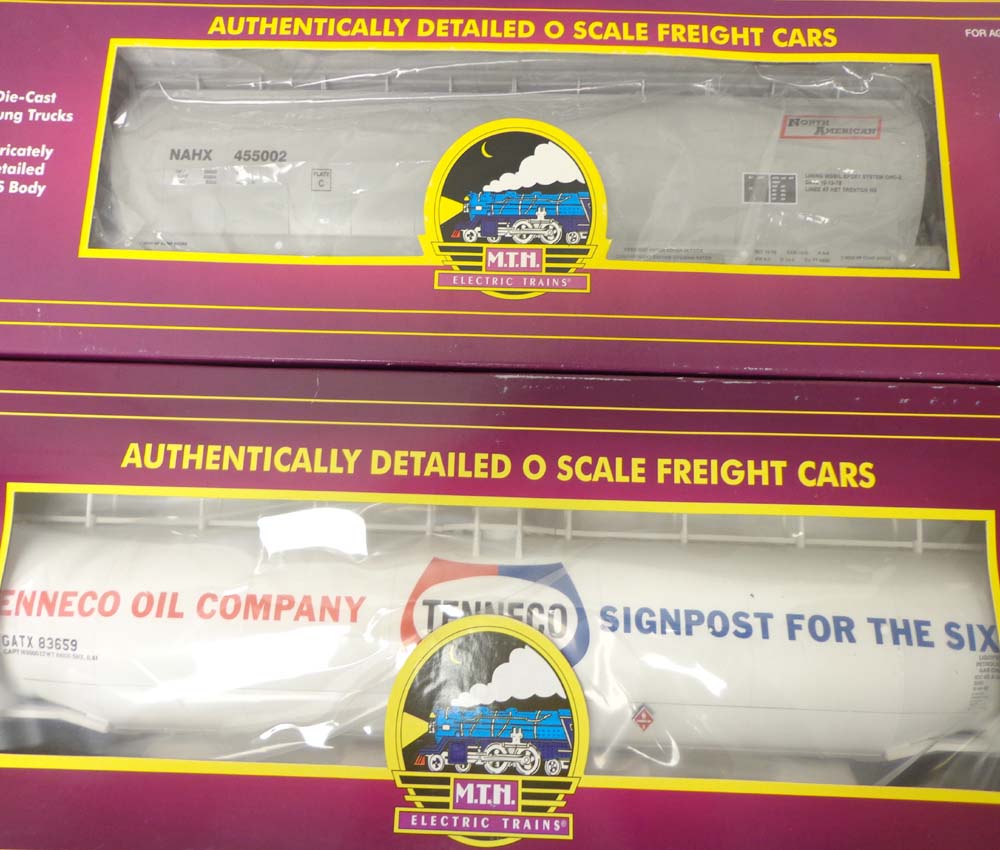 AUTHENTICALLY DETAILED O SCALE FREIGHT CARS
FOR AG
Die-Cast
ung Trucks
ricately
etailed
S Body
NAHX 455002
PLATE
C
NORTH
AMERICAN
M.T.H.
ELECTRIC TRAINS
AUTHENTICALLY DETAILED O SCALE FREIGHT CARS
ENNECO OIL COMPANY
TENNECO
SIGNPOST FOR THE SIX
GATX 83659
M.T.H.
ELECTRIC TRAINS